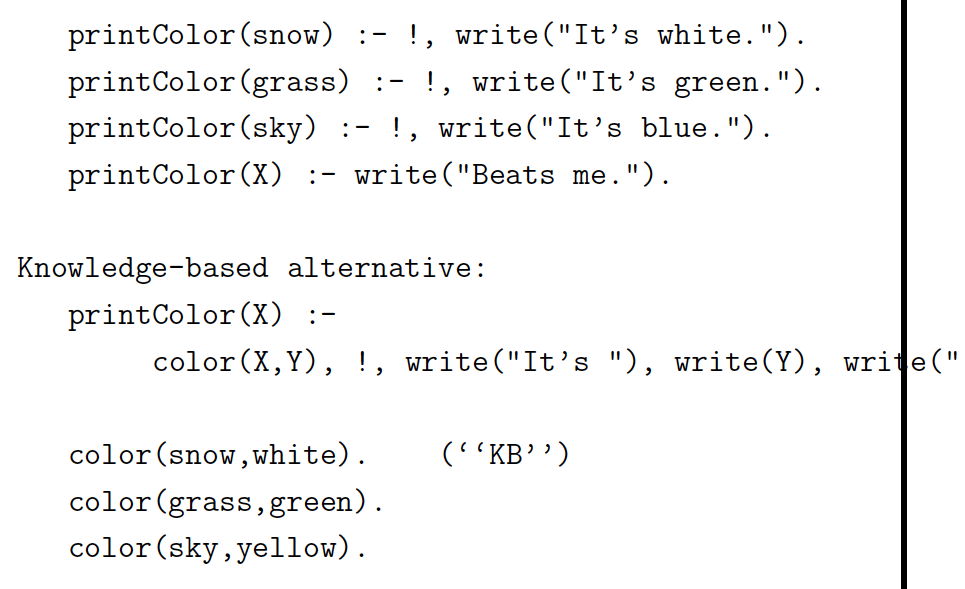 printColor(snow) :- !, write("It’s white.").
printColor(grass) :- !, write("It’s green.").
printColor(sky) :- !, write("It’s blue.").
printColor(X) :- write("Beats me.").
Knowledge-based alternative:
printColor(X) :-
color(X,Y), !, write("It’s "), write(Y), write("
color(snow,white). (‘‘KB’’)
color(grass,green).
color(sky,yellow).